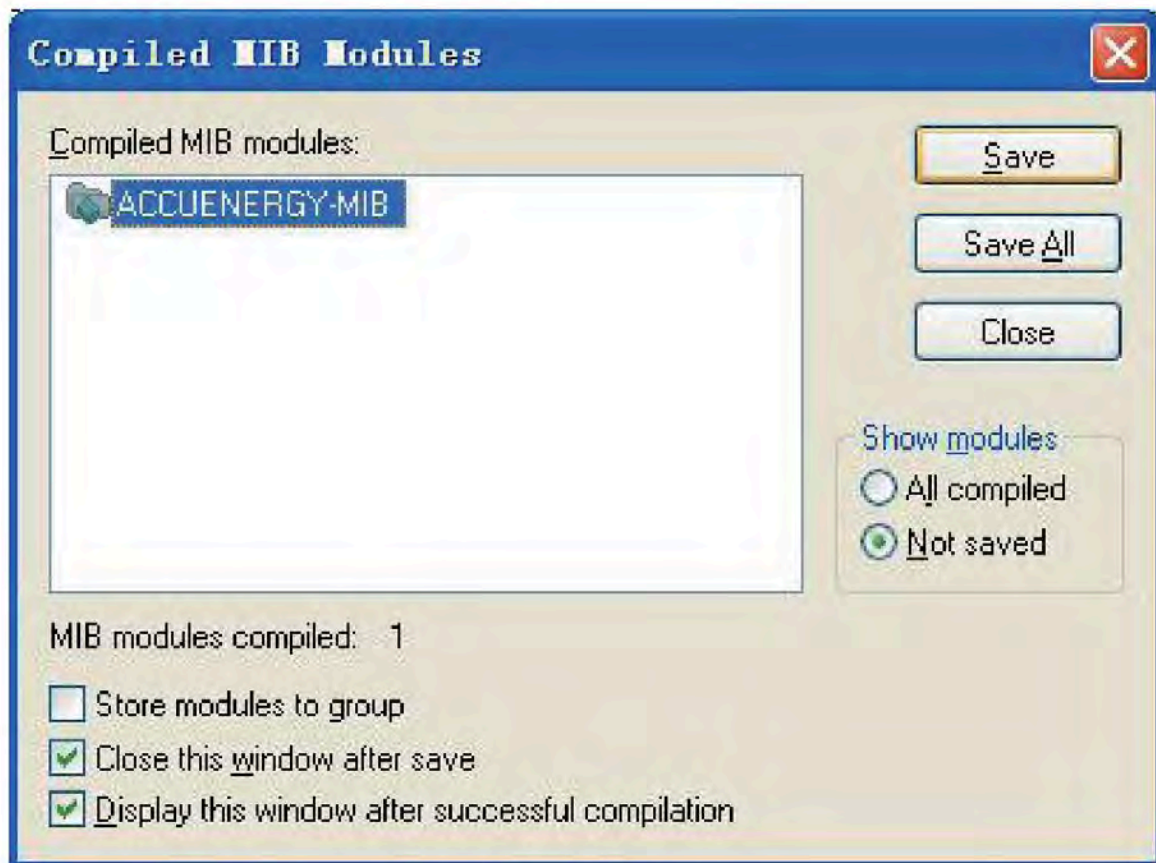 Compiled MIB Modules
Compiled MIB modules:
ACCUENERGY-MIB
Save
Save All
Close
Show modules
All compiled
Not saved
MIB modules compiled: 1
Store modules to group
Close this window after save
Display this window after successful compilation